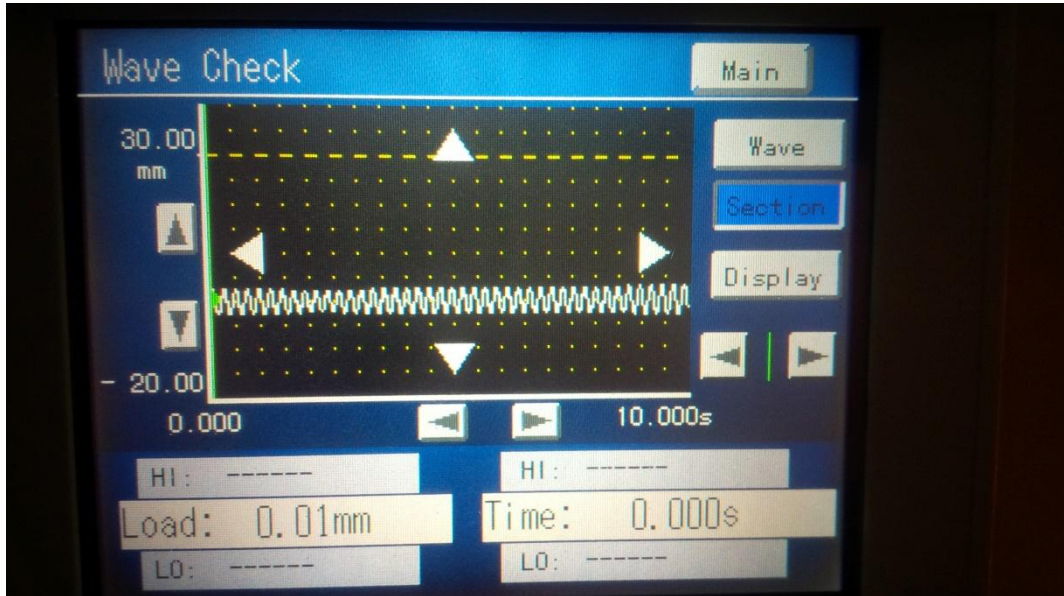 Wave Check
Main
30.00
mm
Wave
Section
Display
- 20.00
0.000
10.000s
HI: ------
HI: ------
Load: 0.01mm
Time: 0.000s
LO: ------
LO: ------